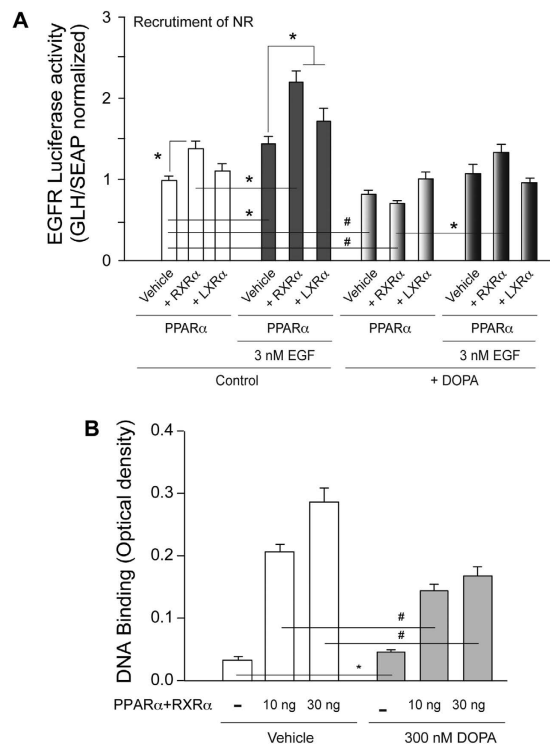 A
Recrutiment of NR
EGFR Luciferase activity
(GLH/SEAP normalized)
3
2
1
0
*
*
*
*
#
#
*
Vehicle
+ RXRα
+ LXRα
Vehicle
+ RXRα
+ LXRα
Vehicle
+ RXRα
+ LXRα
Vehicle
+ RXRα
+ LXRα
PPARα PPARα PPARα PPARα
3 nM EGF 3 nM EGF
Control + DOPA
B
DNA Binding (Optical density)
0.4
0.3
0.2
0.1
0.0
#
#
*
PPARα+RXRα - 10 ng 30 ng - 10 ng 30 ng
Vehicle 300 nM DOPA